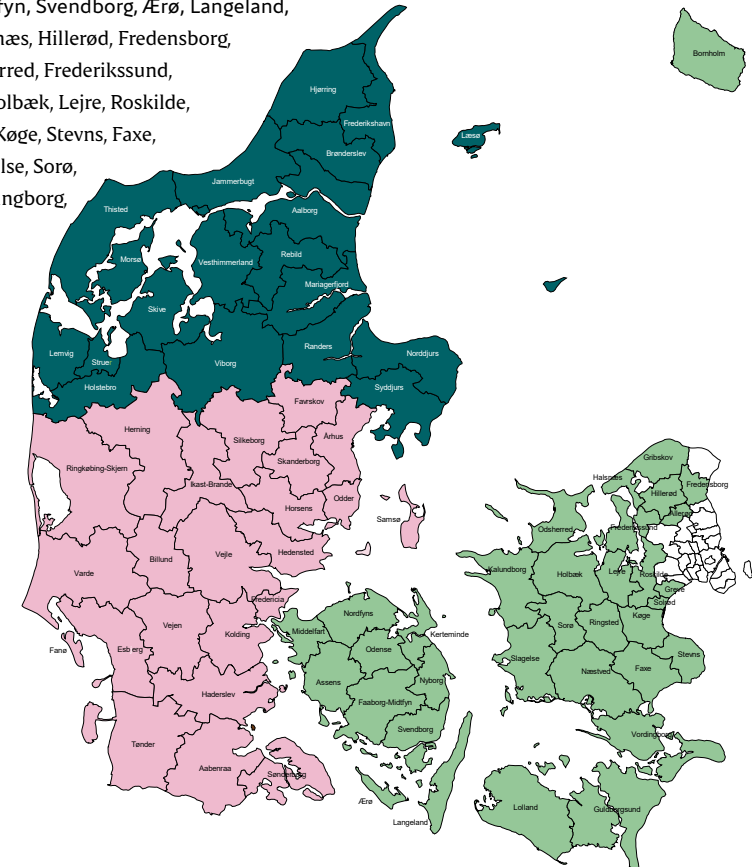 fyn, Svendborg, Ærø, Langeland,
næs, Hillerød, Fredensborg,
rred, Frederikssund,
olbæk, Lejre, Roskilde,
Køge, Stevns, Faxe,
lse, Sorø,
ngborg,
Bornholm
Hjørring
Frederikshavn
Læsø
Brønderslev
Jammerbugt
Thisted
Aalborg
Morsø
Vesthimmerland
Rebild
Mariagerfjord
Skive
Lemvig
Struer
Viborg
Randers
Norddjurs
Holstebro
Syddjurs
Favrskov
Herning
Silkeborg
Århus
Ringkøbing-Skjern
Skanderborg
Ikast-Brande
Odder
Horsens
Samsø
Hedensted
Vejle
Billund
Varde
Fredericia
Vejen
Kolding
Fanø
Esb erg
Haderslev
Tønder
Aabenraa
Sønderborg
Gribskov
Halsnæs
Fredensborg
Hillerød
Allerød
Odsherred
Frederikssund
Kalundborg
Holbæk
Lejre
Roskilde
Greve
Solrød
Køge
Ringsted
Sorø
Slagelse
Næstved
Faxe
Stevns
Vordingborg
Lolland
Guldborgsund
Nordfyns
Middelfart
Kerteminde
Odense
Assens
Nyborg
Faaborg-Midtfyn
Svendborg
Ærø
Langeland